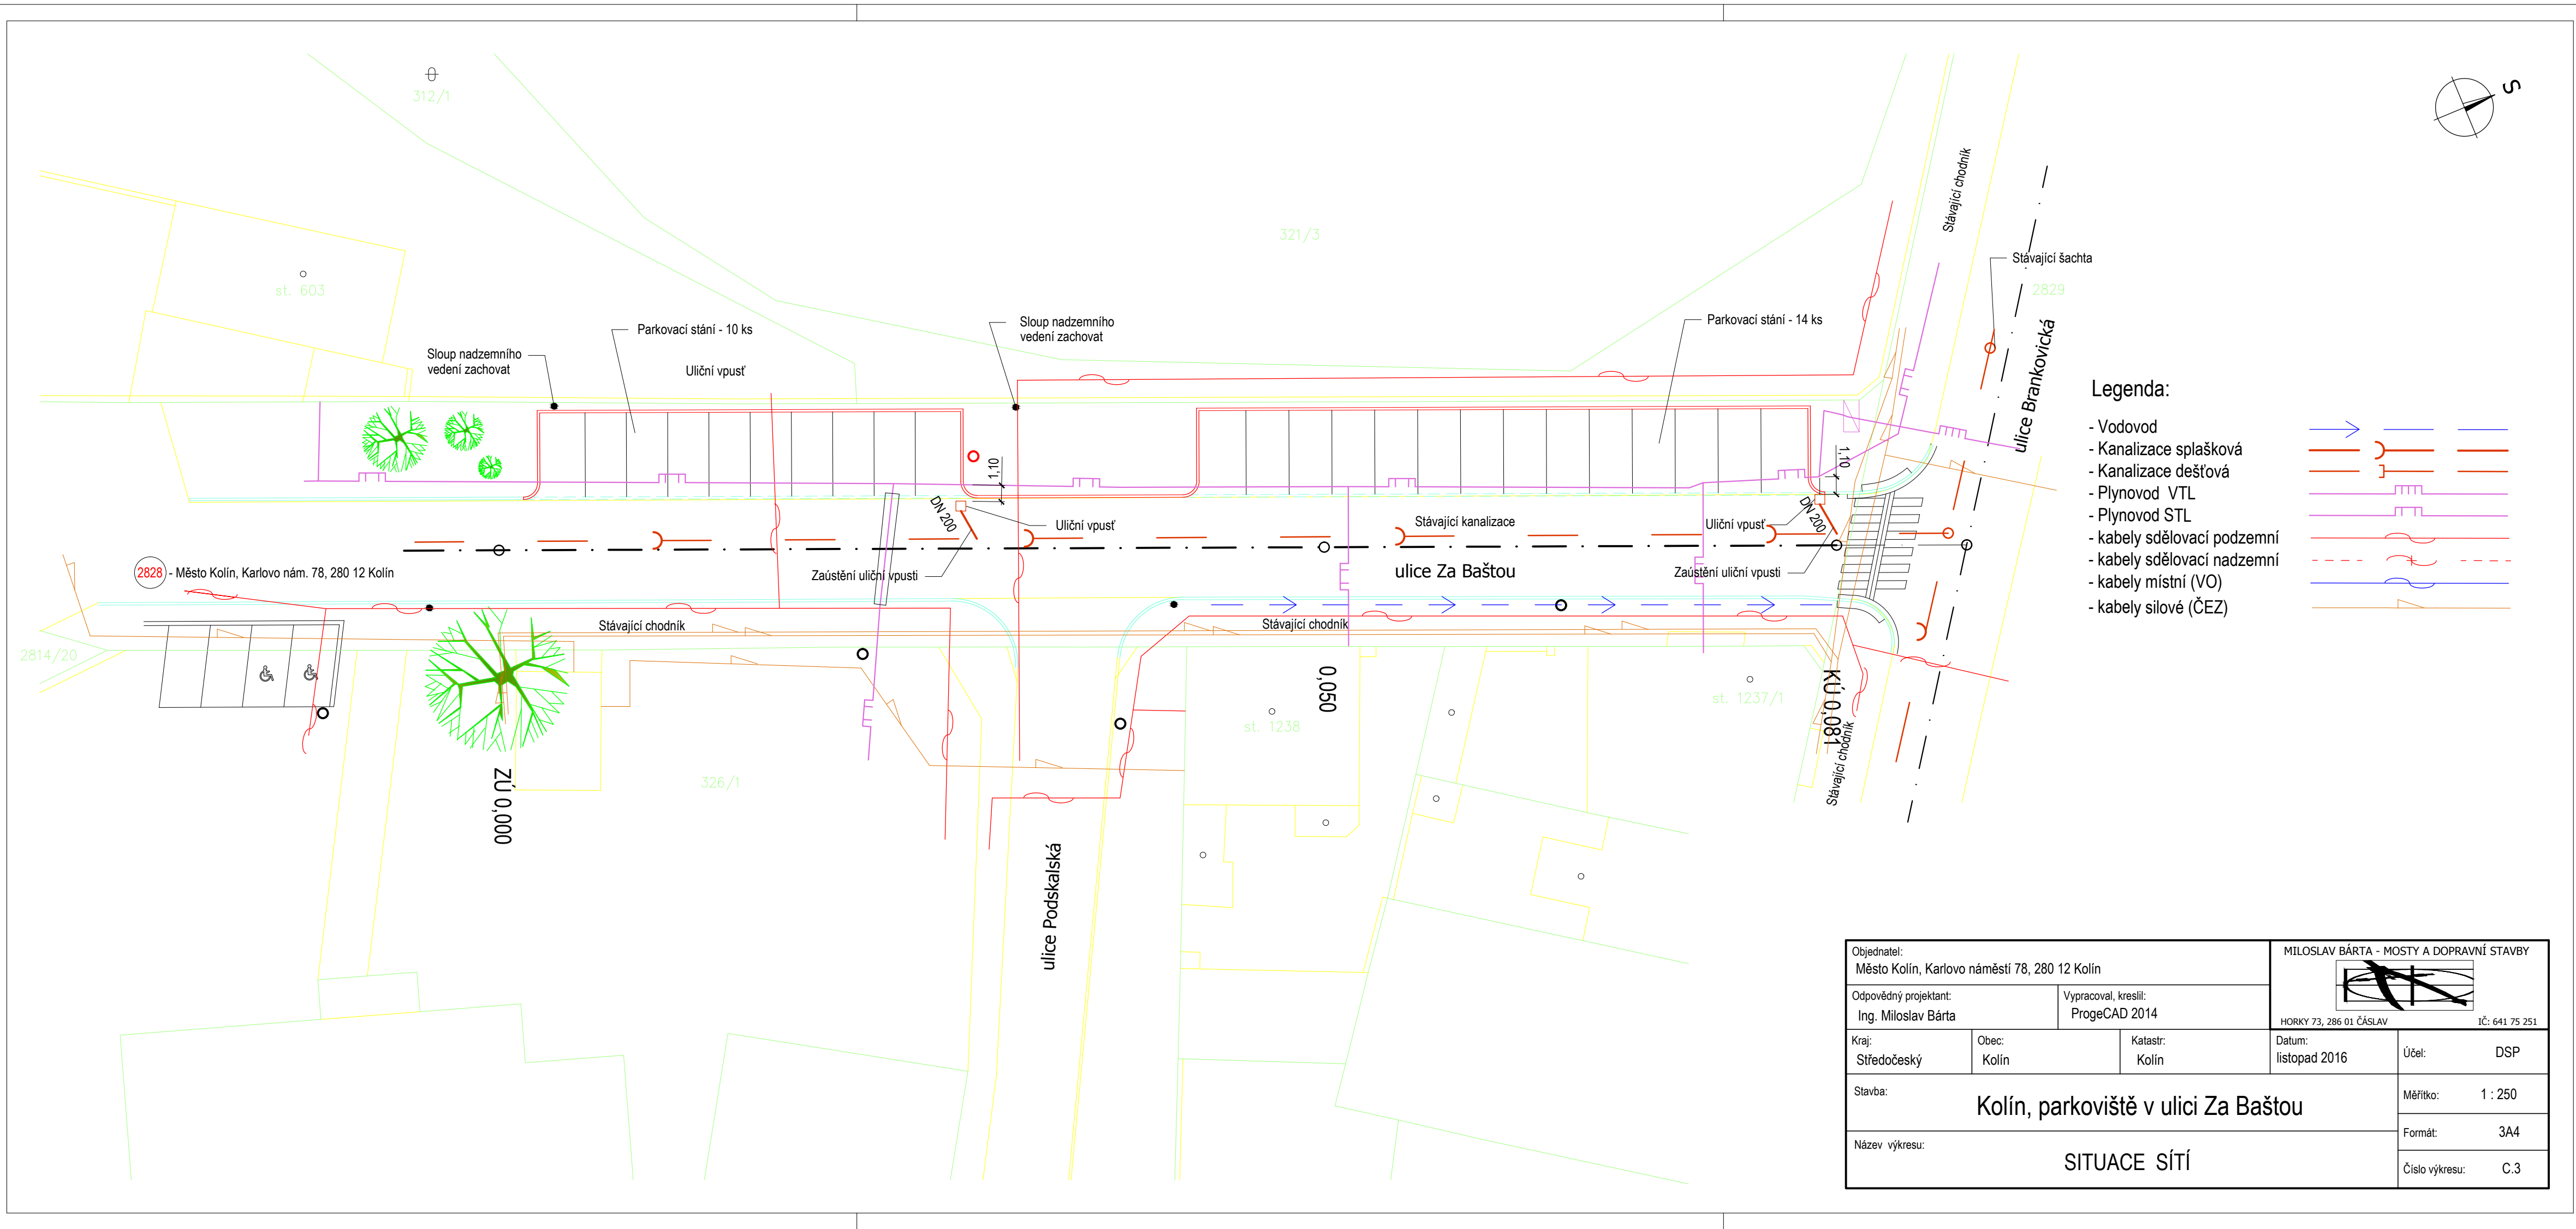 312/1
S
321/3
st. 603
Stávající chodník
Stávající šachta
2829
ulice Brankovická
Sloup nadzemního
vedení zachovat
Parkovací stání - 10 ks
Uliční vpusť
Sloup nadzemního
vedení zachovat
Parkovací stání - 14 ks
1,10
1,10
DN 200
Uliční vpusť
Stávající kanalizace
Uliční vpusť
DN 200
2828 - Město Kolín, Karlovo nám. 78, 280 12 Kolín
Zaústění uliční vpusti
ulice Za Baštou
Zaústění uliční vpusti
Stávající chodník
Stávající chodník
2814/20
326/1
st. 1238
st. 1237/1
ZÚ 0,000
0,050
KÚ 0,081
Stávající chodník
ulice Podskalská
Legenda:
- Vodovod
- Kanalizace splašková
- Kanalizace dešťová
- Plynovod VTL
- Plynovod STL
- kabely sdělovací podzemní
- kabely sdělovací nadzemní
- kabely místní (VO)
- kabely silové (ČEZ)
Objednatel:
Město Kolín, Karlovo náměstí 78, 280 12 Kolín
MILOSLAV BÁRTA - MOSTY A DOPRAVNÍ STAVBY
HORKY 73, 286 01 ČÁSLAV IČ: 641 75 251
Odpovědný projektant:
Ing. Miloslav Bárta
Vypracoval, kreslil:
ProgeCAD 2014
Kraj:
Středočeský
Obec:
Kolín
Katastr:
Kolín
Datum:
listopad 2016
Účel: DSP
Stavba:
Kolín, parkoviště v ulici Za Baštou
Měřítko: 1 : 250
Formát: 3A4
Název výkresu:
SITUACE SÍTÍ
Číslo výkresu: C.3